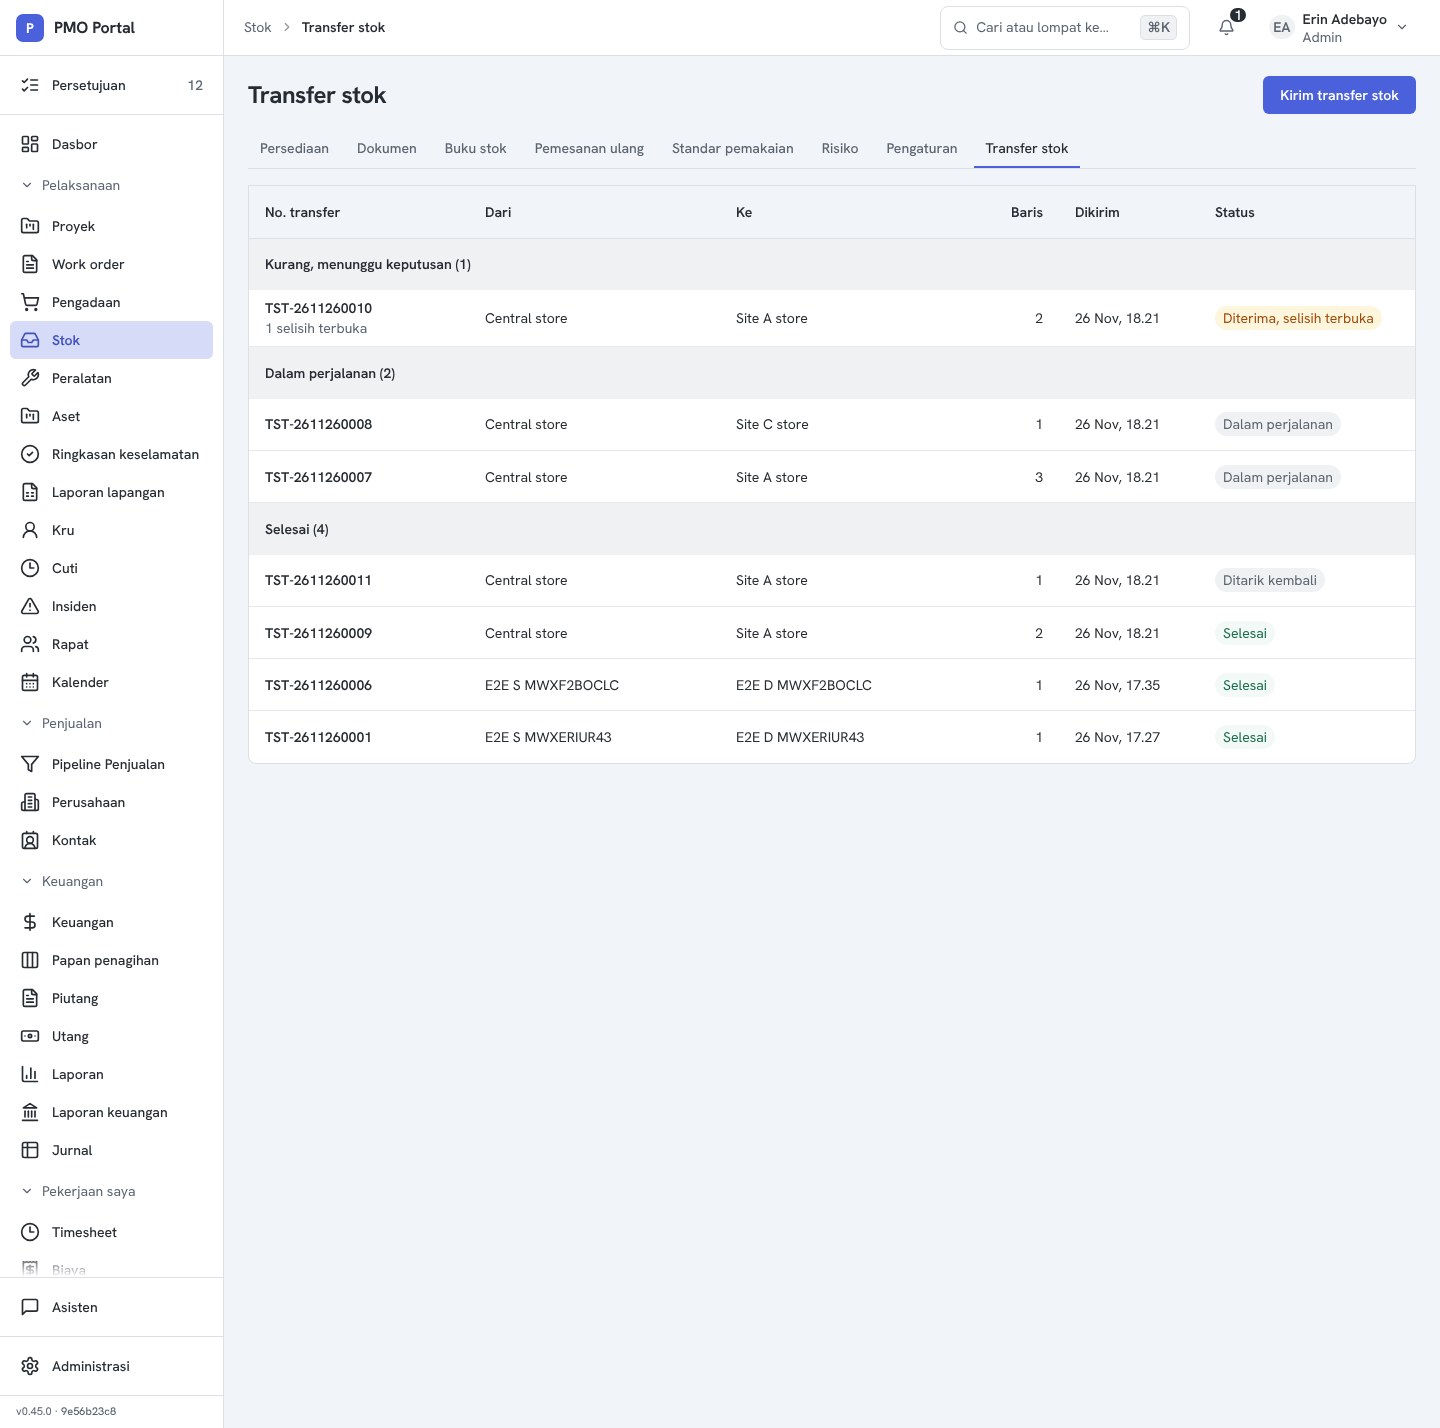 P PMO Portal
Stok > Transfer stok
Cari atau lompat ke... ⌘K
1
EA Erin Adebayo
Admin
Persetujuan 12
Dasbor
Pelaksanaan
Proyek
Work order
Pengadaan
Stok
Peralatan
Aset
Ringkasan keselamatan
Laporan lapangan
Kru
Cuti
Insiden
Rapat
Kalender
Penjualan
Pipeline Penjualan
Perusahaan
Kontak
Keuangan
Keuangan
Papan penagihan
Piutang
Utang
Laporan
Laporan keuangan
Jurnal
Pekerjaan saya
Timesheet
Biaya
Asisten
Administrasi
v0.45.0 · 9e56b23c8
Transfer stok
Kirim transfer stok
Persediaan Dokumen Buku stok Pemesanan ulang Standar pemakaian Risiko Pengaturan Transfer stok
No. transfer Dari Ke Baris Dikirim Status
Kurang, menunggu keputusan (1)
TST-2611260010 Central store Site A store 2 26 Nov, 18.21 Diterima, selisih terbuka
1 selisih terbuka
Dalam perjalanan (2)
TST-2611260008 Central store Site C store 1 26 Nov, 18.21 Dalam perjalanan
TST-2611260007 Central store Site A store 3 26 Nov, 18.21 Dalam perjalanan
Selesai (4)
TST-2611260011 Central store Site A store 1 26 Nov, 18.21 Ditarik kembali
TST-2611260009 Central store Site A store 2 26 Nov, 18.21 Selesai
TST-2611260006 E2E S MWXF2BOCLC E2E D MWXF2BOCLC 1 26 Nov, 17.35 Selesai
TST-2611260001 E2E S MWXERIUR43 E2E D MWXERIUR43 1 26 Nov, 17.27 Selesai